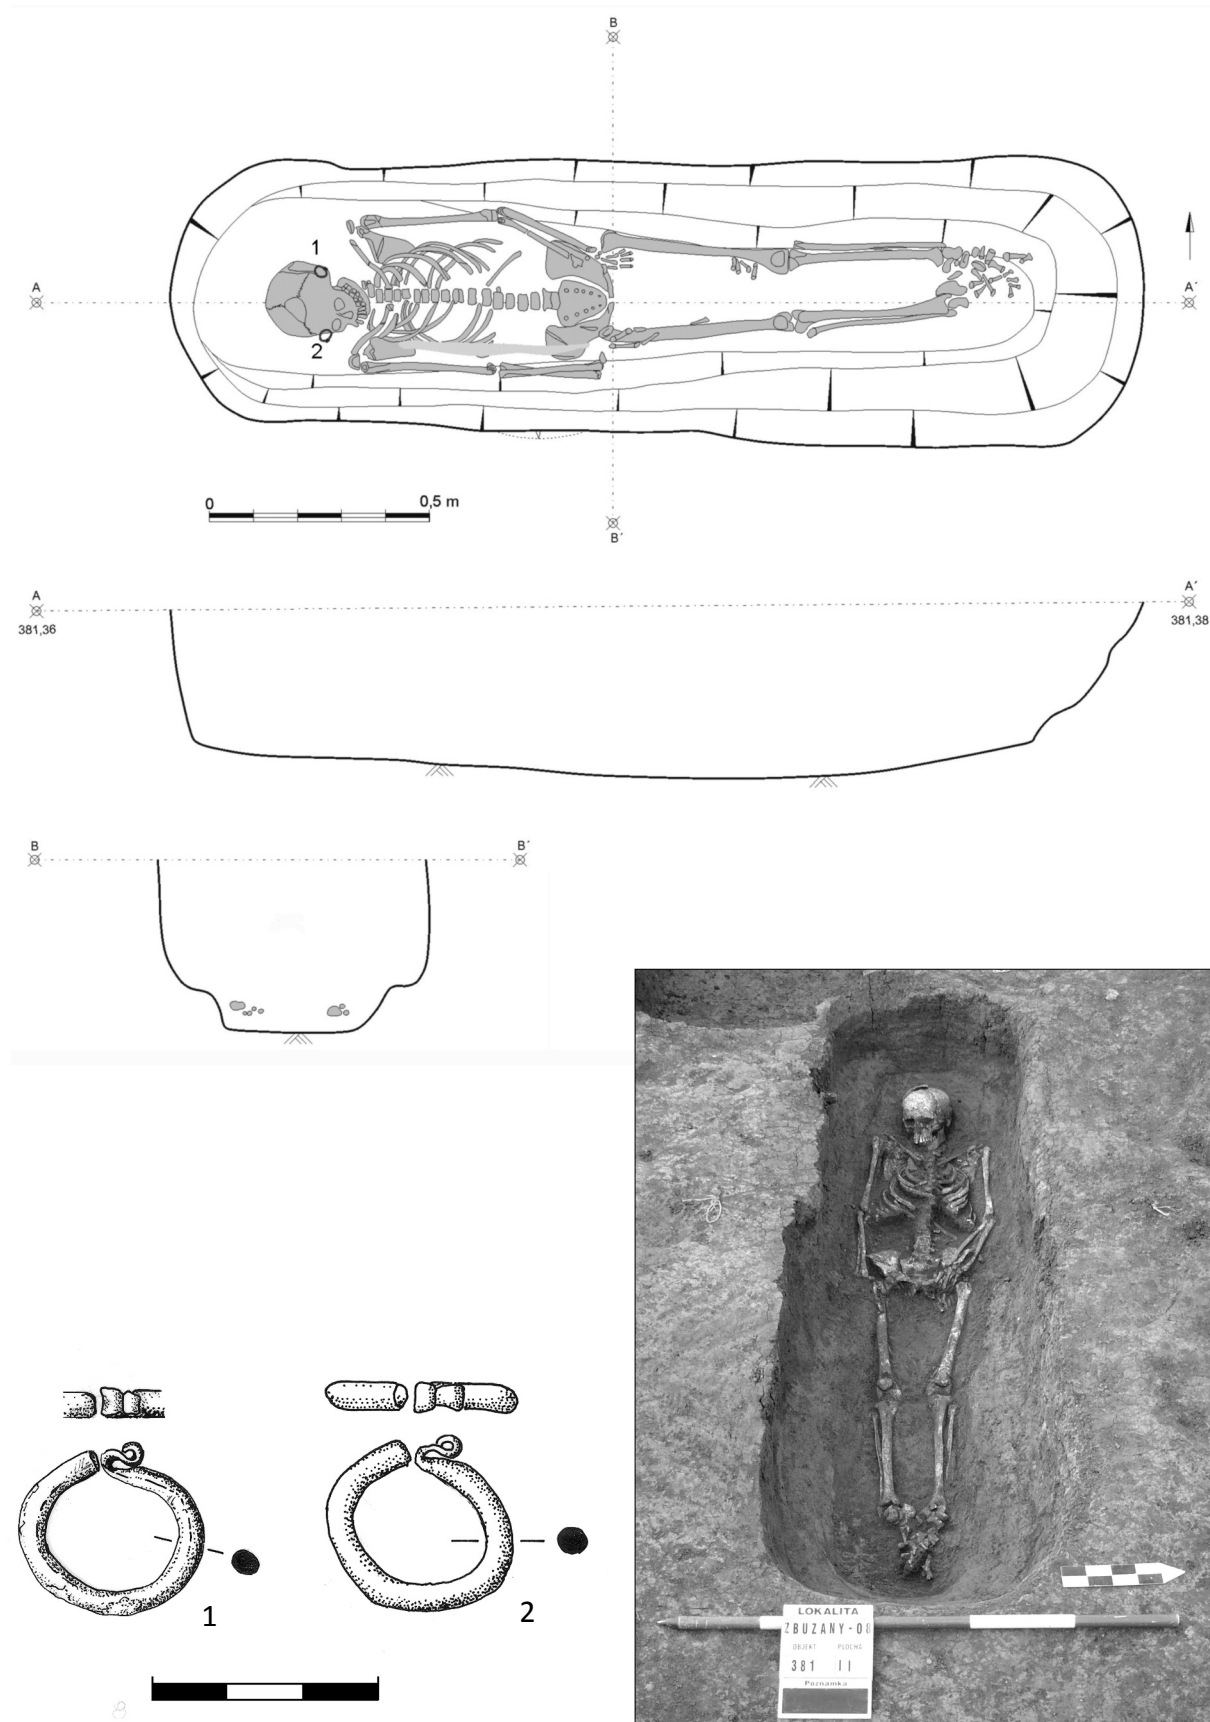 B
1
A
A´
2
0
0,5 m
B´
A
A´
381,36
381,38
B
B´
LOKALITA
ZBUZANY-08
OBJEKT PLOCHA
381 II
Poznámka
1
2